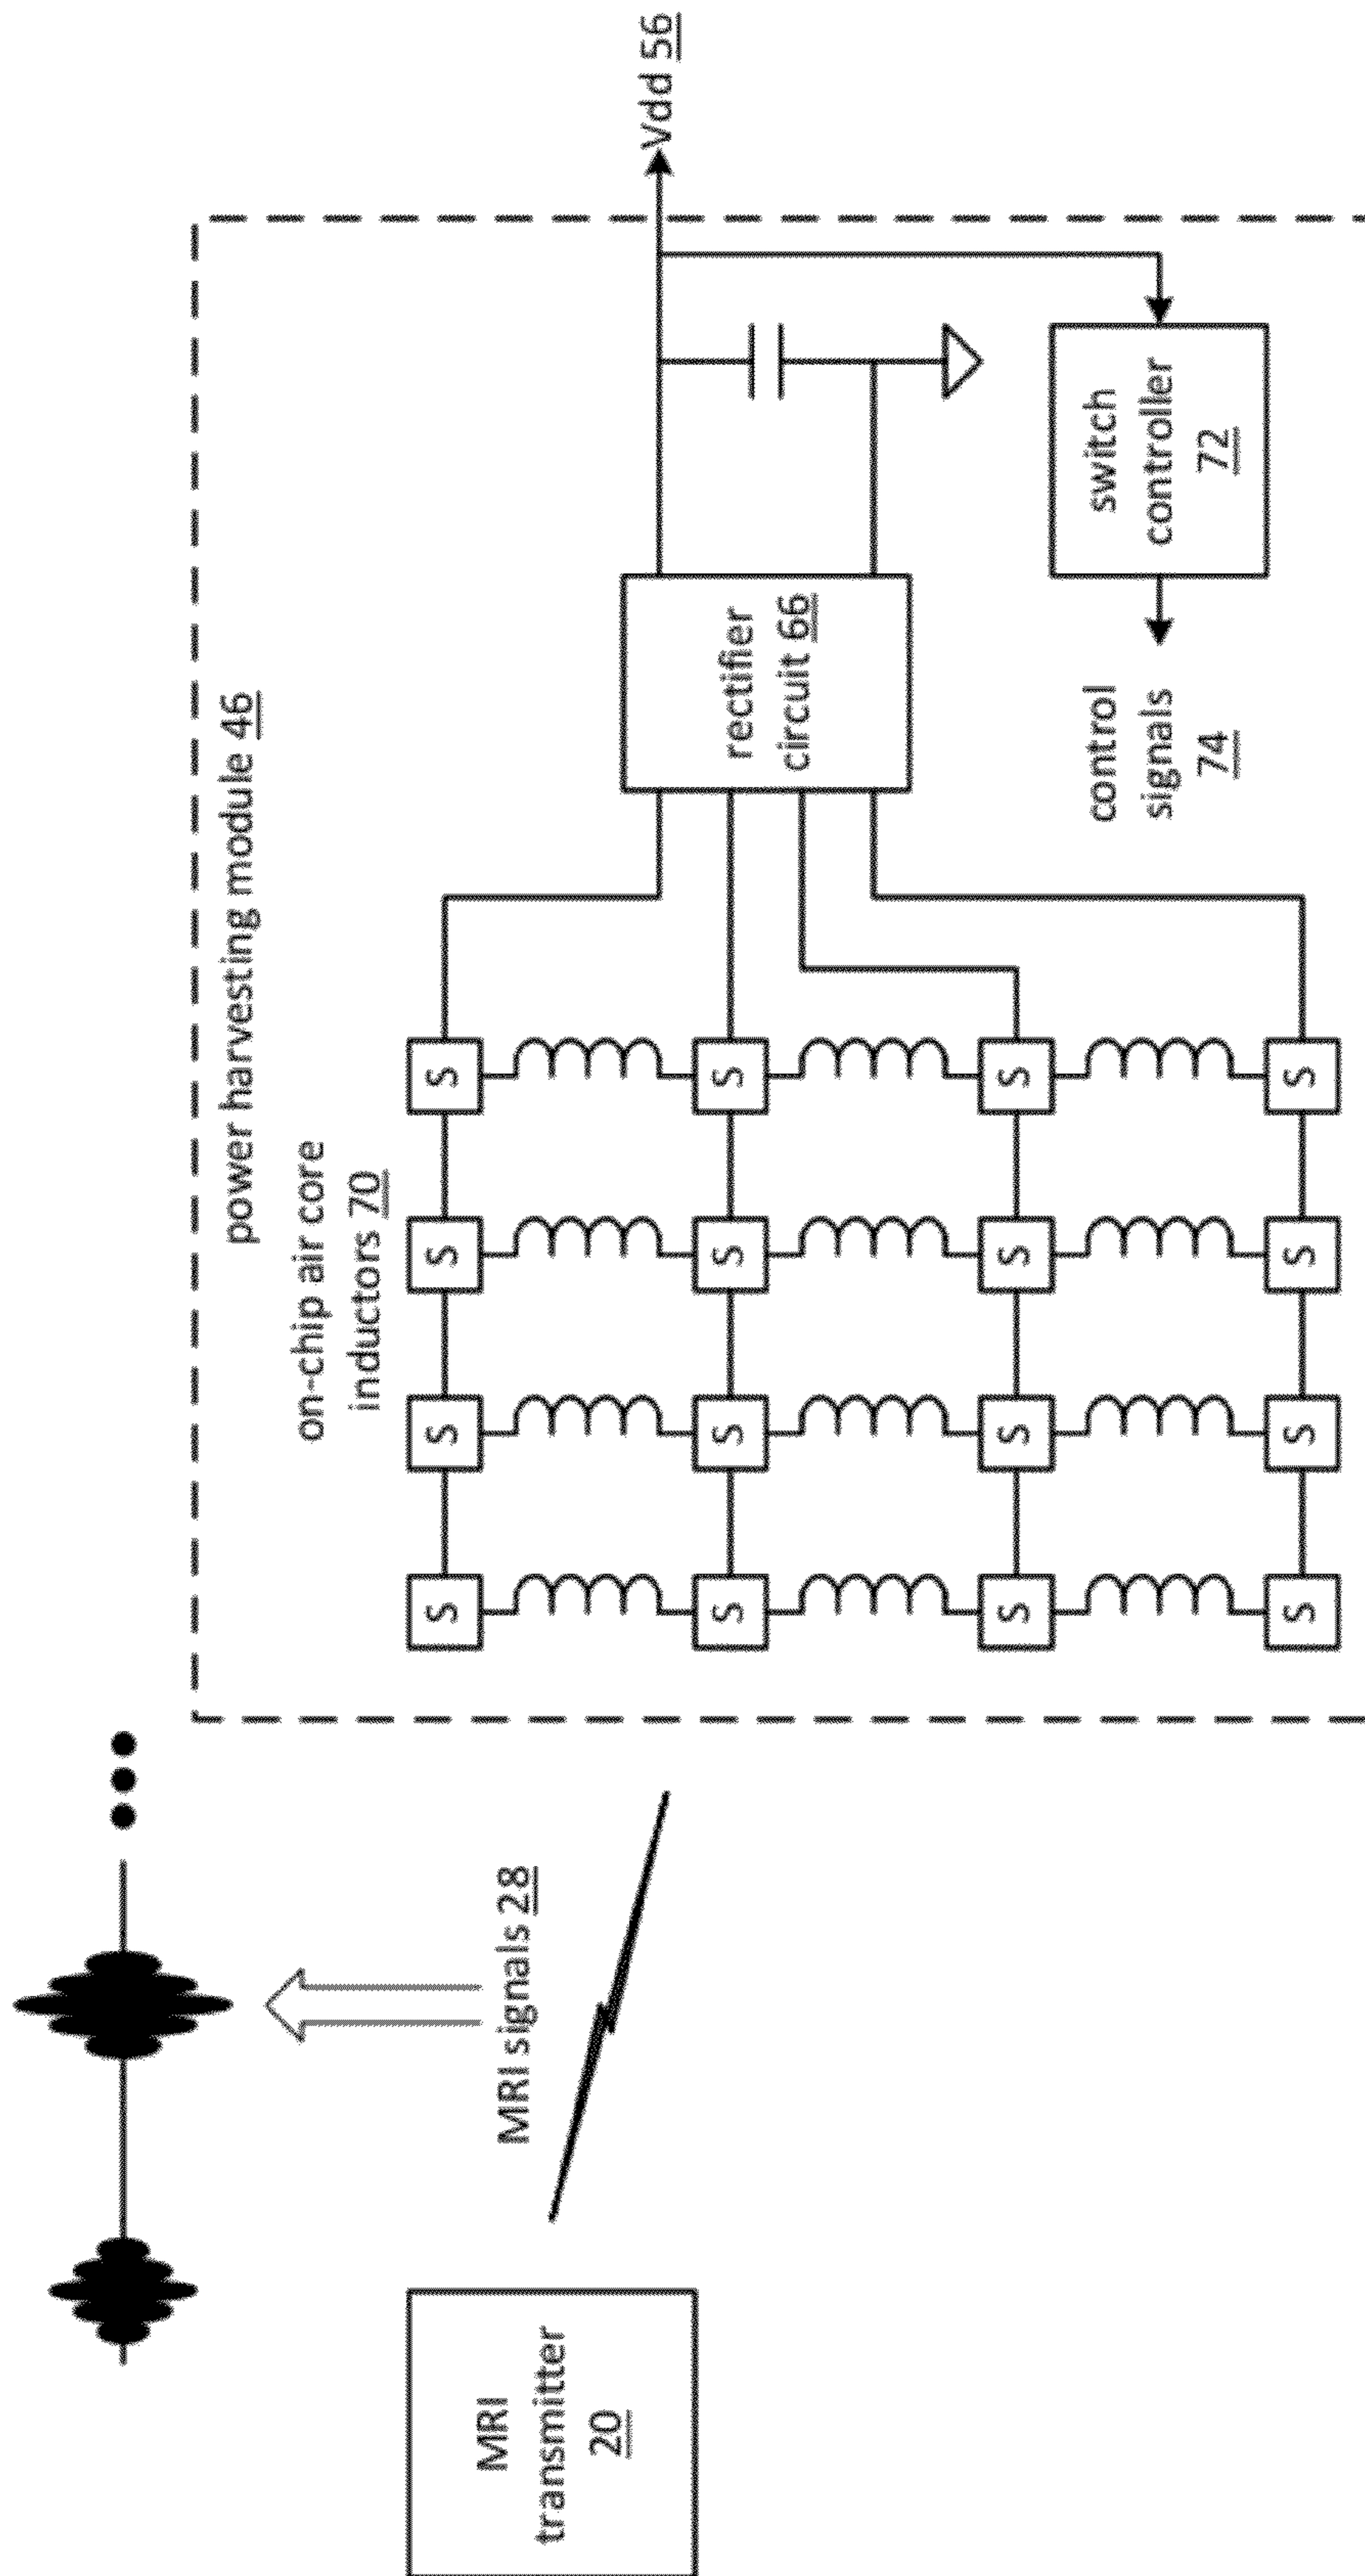 MRI
transmitter
20
MRI signals 28
power harvesting module 46
on-chip air core
inductors 70
S S S S
S S S S
S S S S
S S S S
rectifier
circuit 66
Vdd 56
control
signals
74
switch
controller
72